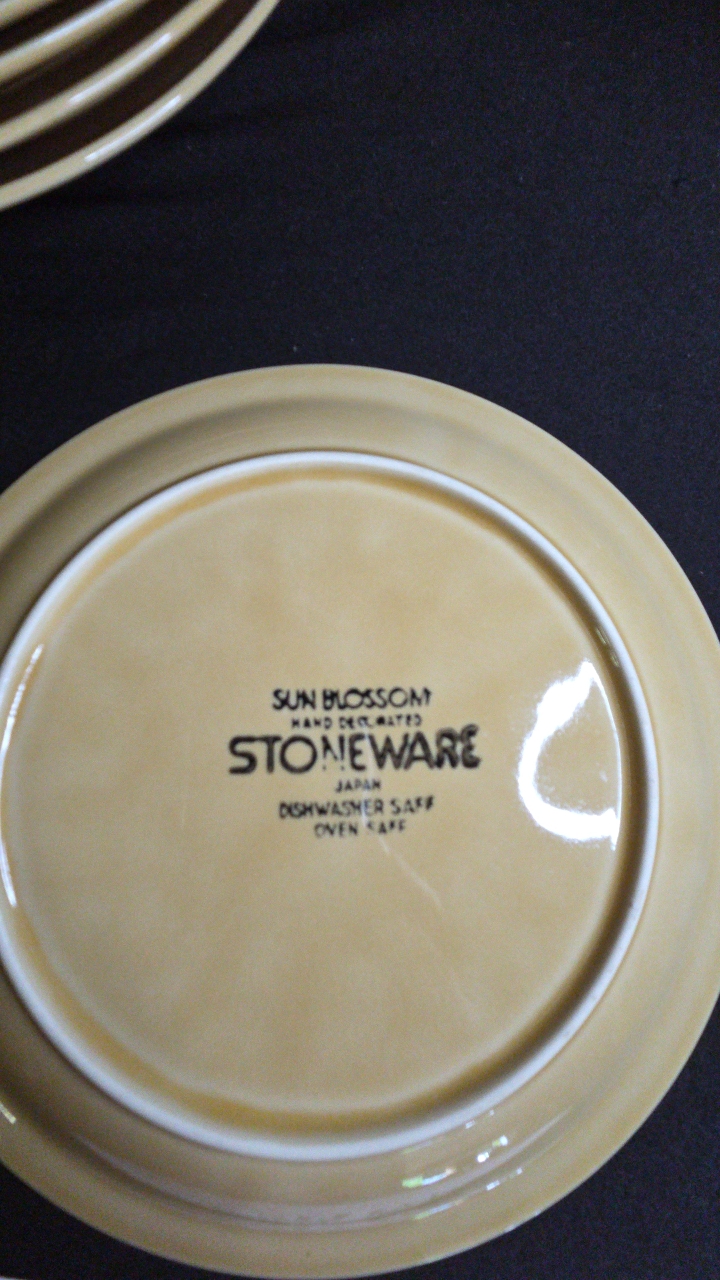 SUN BLOSSOM
HAND DECORATED
STONEWARE
JAPAN
DISHWASHER SAFE
OVEN SAFE